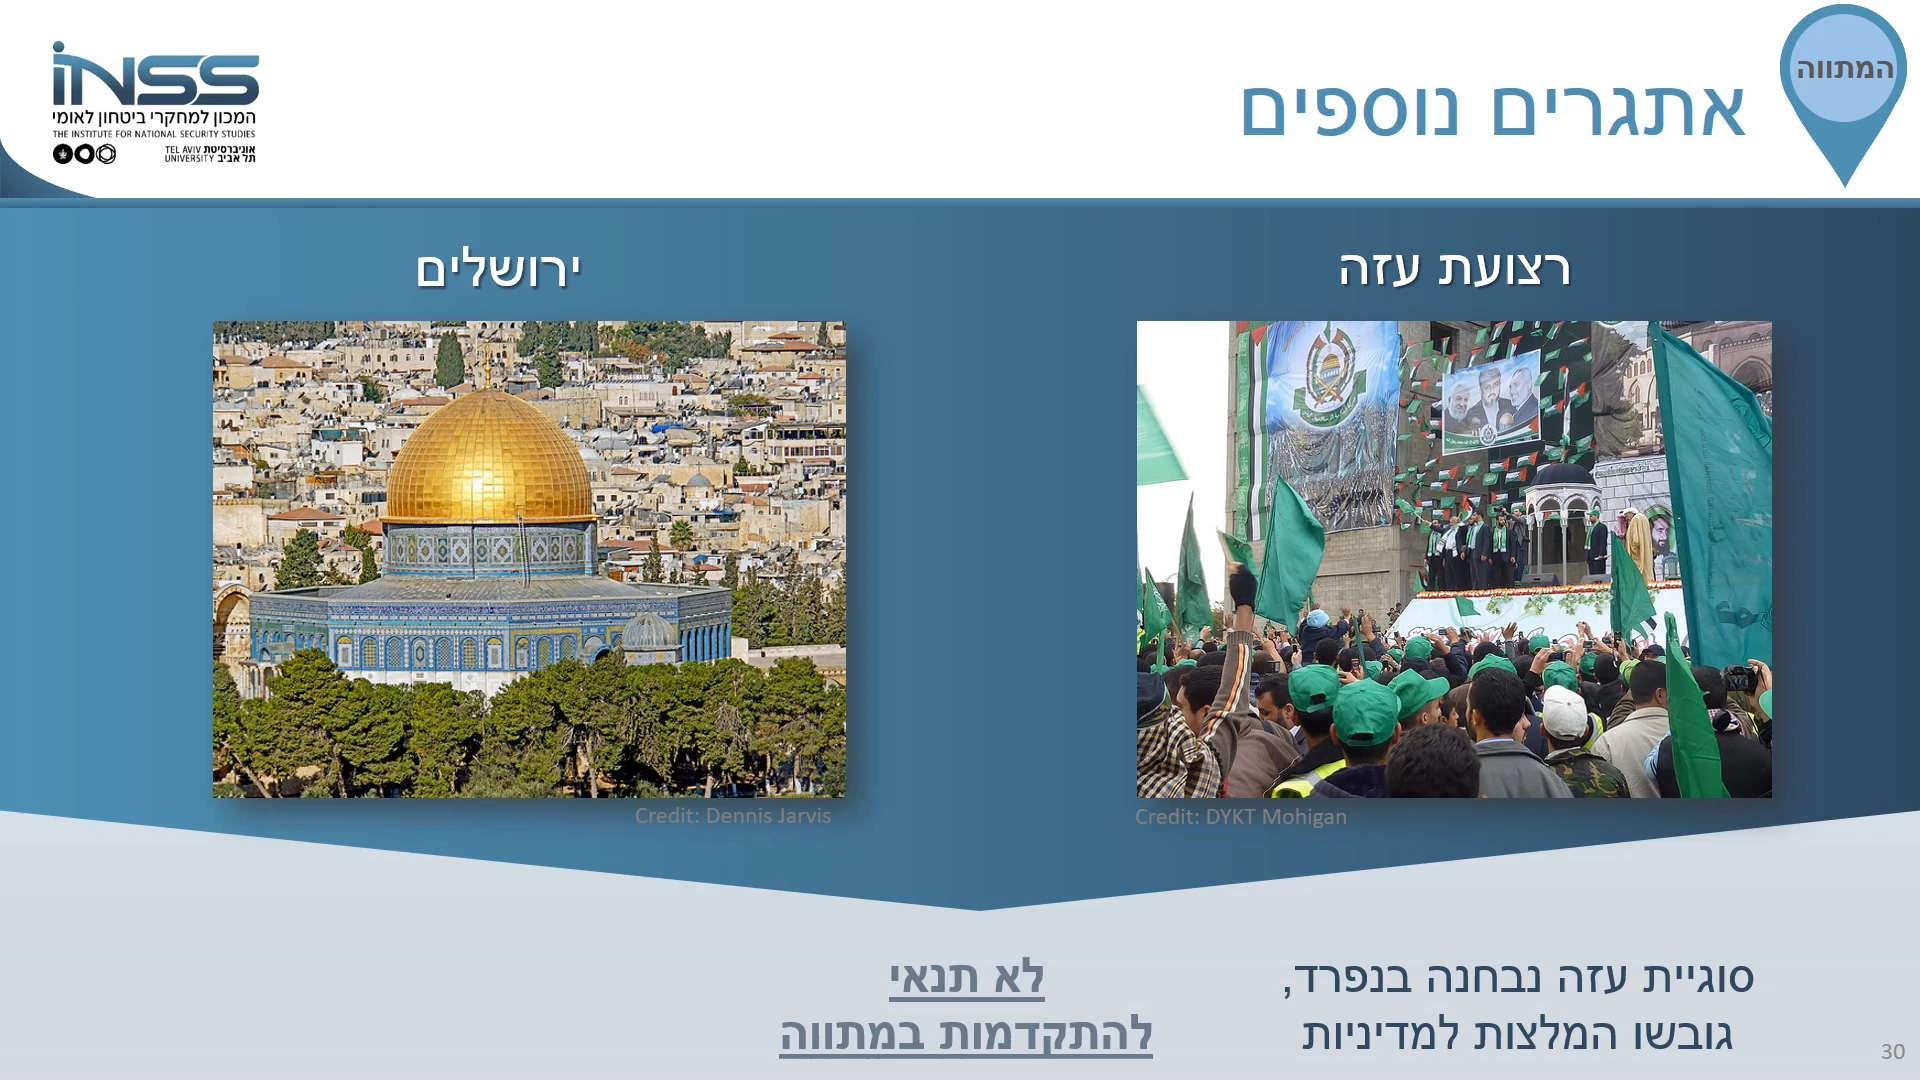 המתווה
אתגרים נוספים
iNSS
המכון למחקרי ביטחון לאומי
THE INSTITUTE FOR NATIONAL SECURITY STUDIES
TEL AVIV אוניברסיטת
UNIVERSITY תל אביב
רצועת עזה
ירושלים
Credit: DYKT Mohigan
Credit: Dennis Jarvis
סוגיית עזה נבחנה בנפרד,
גובשו המלצות למדיניות
לא תנאי
להתקדמות במתווה
30